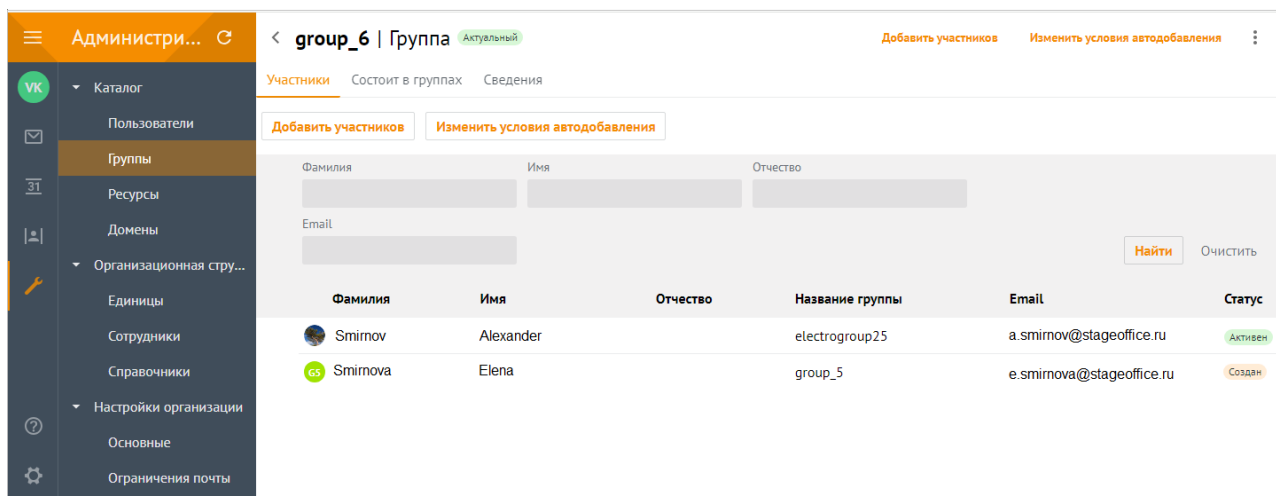 Администри...
group_6 | Группа Актуальный
Добавить участников Изменить условия автодобавления
VK
31
Каталог
Пользователи
Группы
Ресурсы
Домены
Организационная стру...
Единицы
Сотрудники
Справочники
Настройки организации
Основные
Ограничения почты
Участники Состоит в группах Сведения
Добавить участников Изменить условия автодобавления
Фамилия Имя Отчество
Email
Найти Очистить
Фамилия Имя Отчество Название группы Email Статус
Smirnov Alexander electrogroup25 a.smirnov@stageoffice.ru Активен
G5 Smirnova Elena group_5 e.smirnova@stageoffice.ru Создан